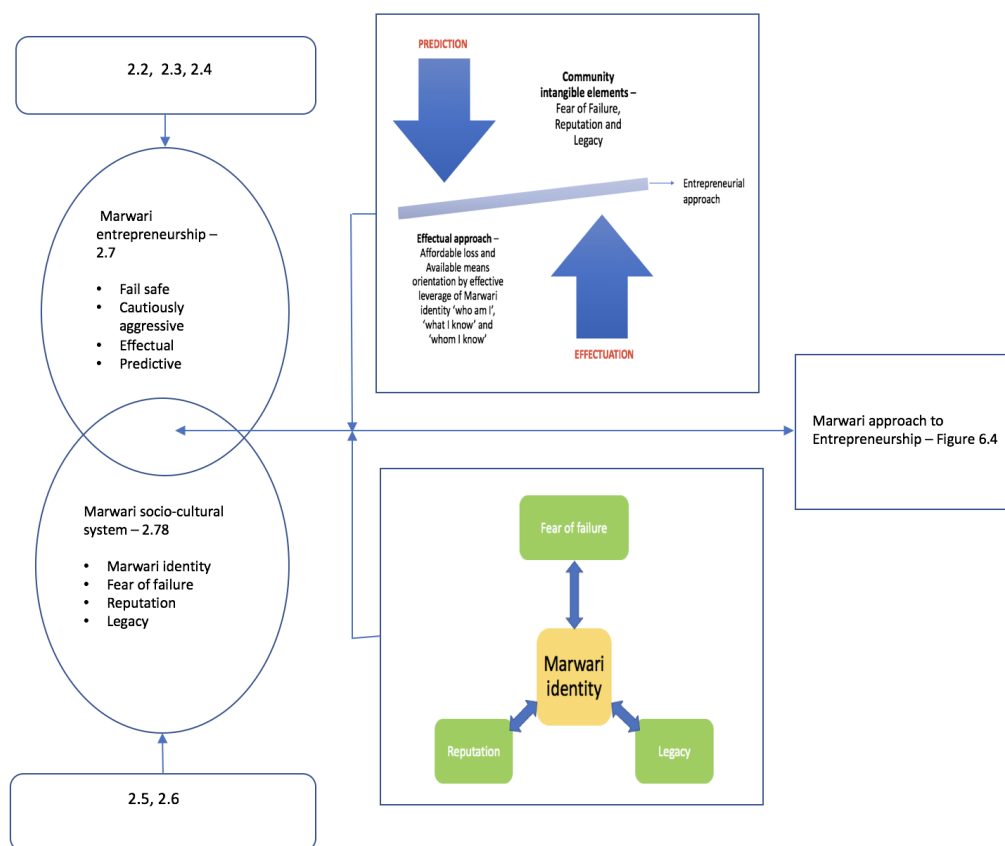 2.2, 2.3, 2.4
Marwari
entrepreneurship –
2.7
• Fail safe
• Cautiously
aggressive
• Effectual
• Predictive
Marwari socio-cultural
system – 2.78
• Marwari identity
• Fear of failure
• Reputation
• Legacy
2.5, 2.6
PREDICTION
Community
intangible elements –
Fear of Failure,
Reputation and
Legacy
Entrepreneurial
approach
Effectual approach –
Affordable loss and
Available means
orientation by effective
leverage of Marwari
identity ‘who am I’,
‘what I know’ and
‘whom I know’
EFFECTUATION
Fear of failure
Marwari
identity
Reputation
Legacy
Marwari approach to
Entrepreneurship – Figure 6.4